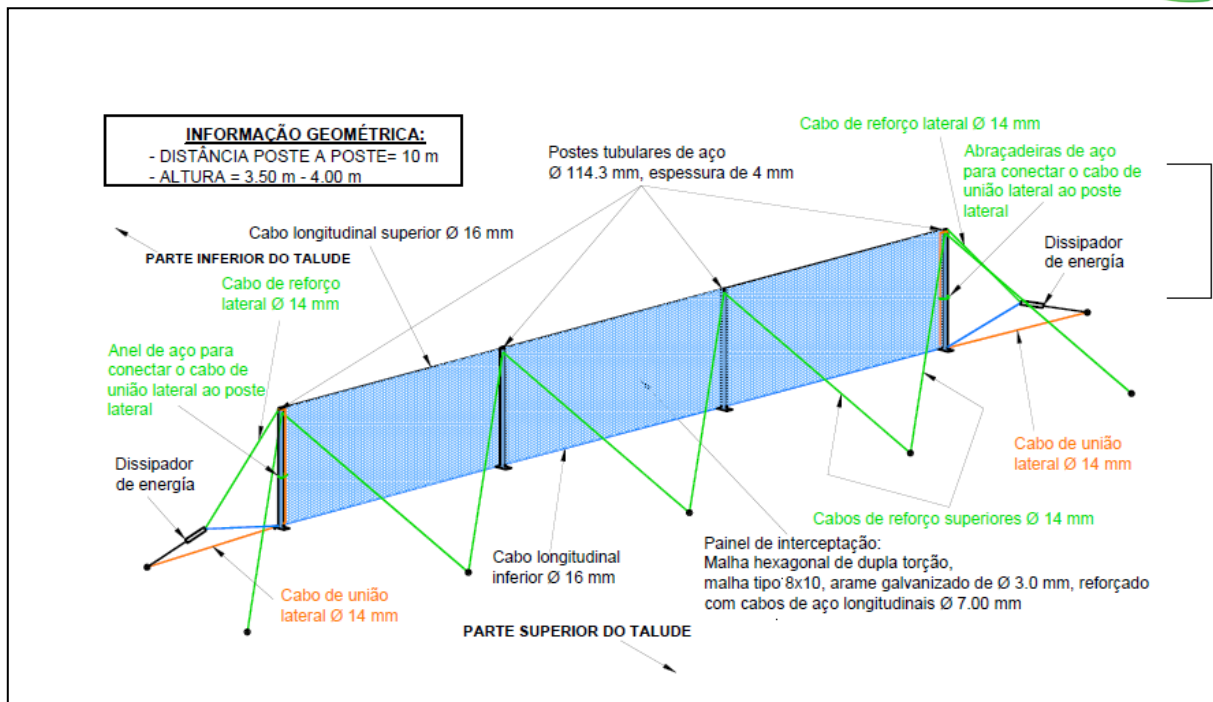 INFORMAÇÃO GEOMÉTRICA:
- DISTÂNCIA POSTE A POSTE= 10 m
- ALTURA = 3.50 m - 4.00 m
Cabo de reforço lateral Ø 14 mm
Postes tubulares de aço
Ø 114.3 mm, espessura de 4 mm
Abraçadeiras de aço
para conectar o cabo de
união lateral ao poste
lateral
Cabo longitudinal superior Ø 16 mm
Dissipador
de energía
PARTE INFERIOR DO TALUDE
Cabo de reforço
lateral Ø 14 mm
Anel de aço para
conectar o cabo de
união lateral ao poste
lateral
Dissipador
de energía
Cabo de união
lateral Ø 14 mm
Cabos de reforço superiores Ø 14 mm
Cabo longitudinal
inferior Ø 16 mm
Painel de interceptação:
Malha hexagonal de dupla torção,
malha tipo 8x10, arame galvanizado de Ø 3.0 mm, reforçado
com cabos de aço longitudinais Ø 7.00 mm
Cabo de união
lateral Ø 14 mm
PARTE SUPERIOR DO TALUDE